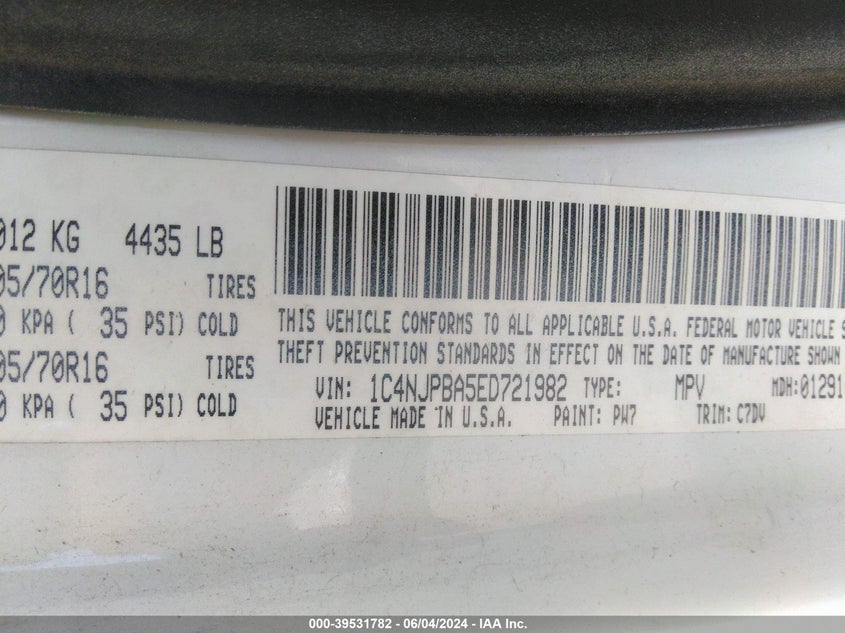 012 KG 4435 LB
05/70R16 TIRES
0 KPA ( 35 PSI) COLD
05/70R16 TIRES
0 KPA ( 35 PSI) COLD
THIS VEHICLE CONFORMS TO ALL APPLICABLE U.S.A. FEDERAL MOTOR VEHICLE S
THEFT PREVENTION STANDARDS IN EFFECT ON THE DATE OF MANUFACTURE SHOWN
VIN: 1C4NJPBA5ED721982 TYPE: MPV MDH:01291
VEHICLE MADE IN U.S.A. PAINT: PW7 TRIM: C7DV
000-39531782 - 06/04/2024 - IAA Inc.